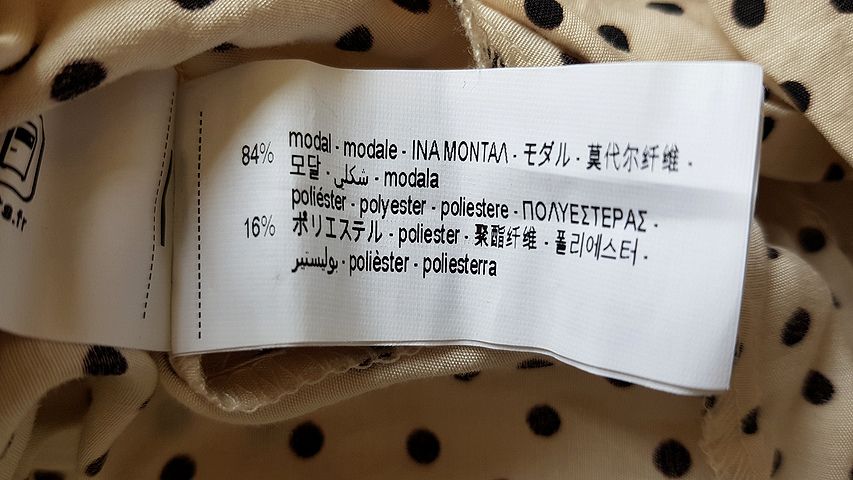 84% modal - modale - INA MONTAΛ - モダル - 莫代尔纤维 -
모달 - شكلي - modala
poliéster - polyester - poliestere - ΠΟΛΥΕΣΤΕΡΑΣ -
16% ポリエステル - poliester - 聚酯纤维 - 폴리에스터 -
بوليستير - polièster - poliesterra